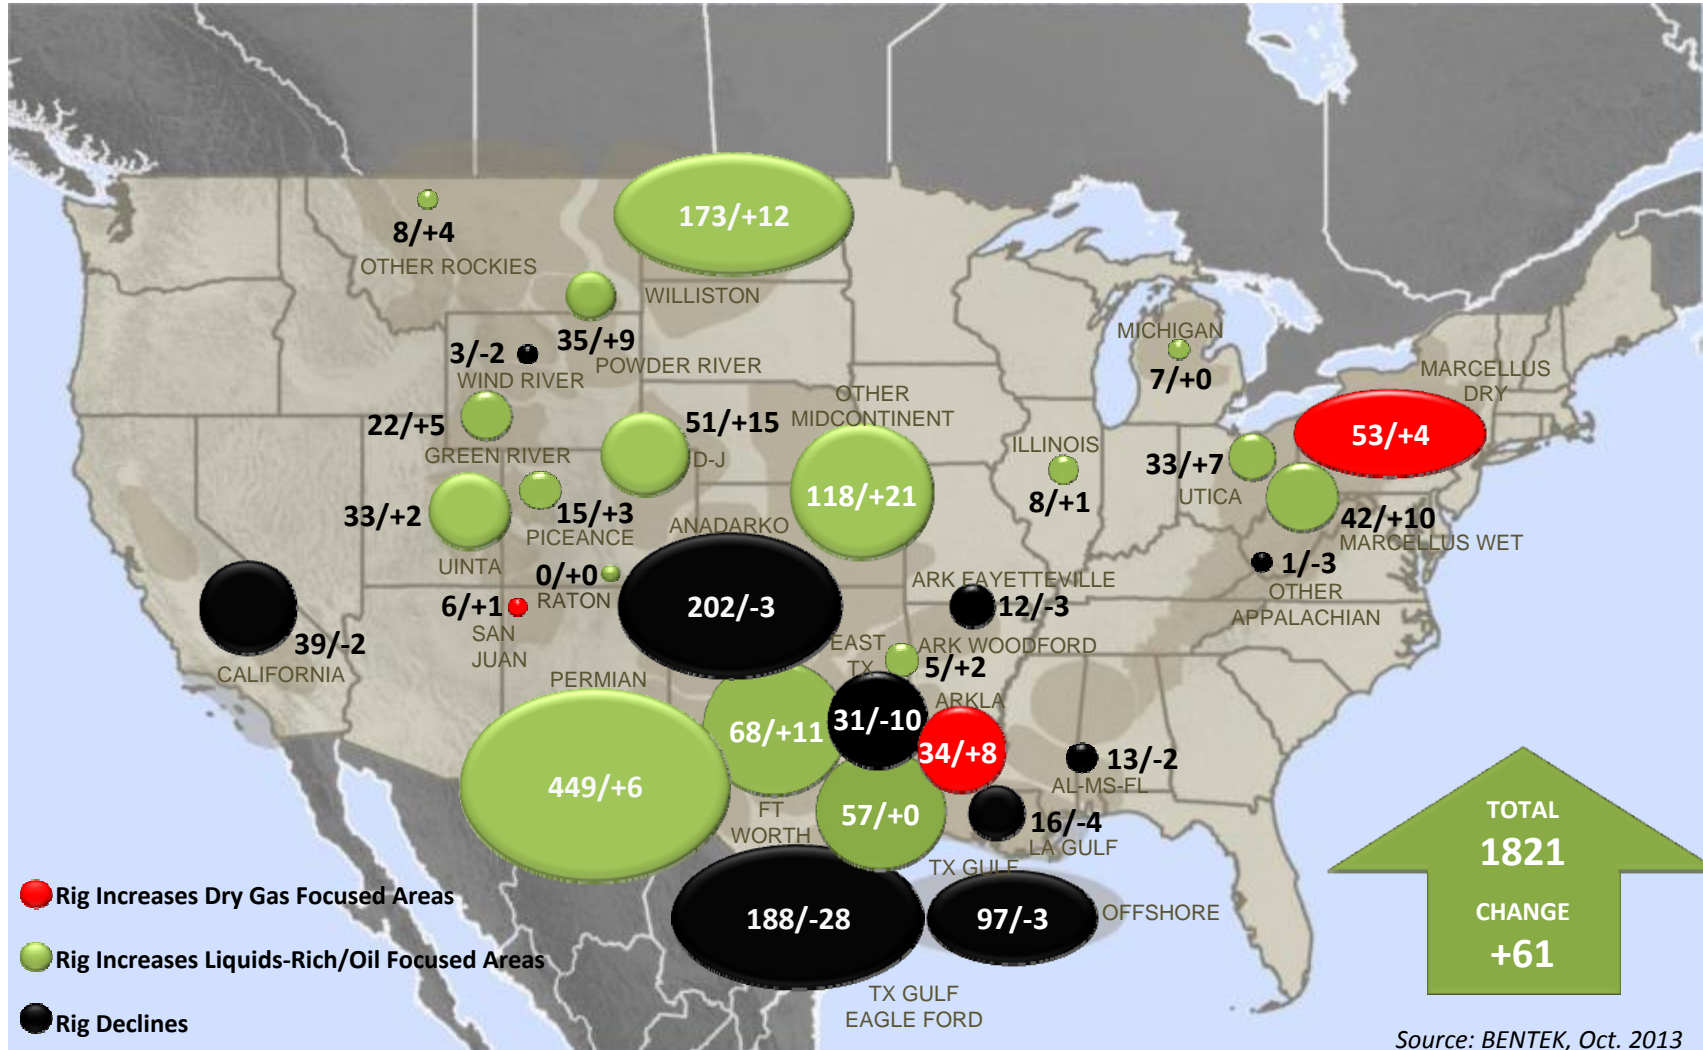 173/+12
8/+4
OTHER ROCKIES
WILLISTON
35/+9
POWDER RIVER
3/-2
WIND RIVER
MICHIGAN
7/+0
MARCELLUS
DRY
53/+4
OTHER
MIDCONTINENT
118/+21
22/+5
GREEN RIVER
51/+15
D-J
ILLINOIS
8/+1
33/+7
UTICA
42/+10
MARCELLUS WET
33/+2
UINTA
15/+3
PICEANCE
ANADARKO
202/-3
0/+0
RATON
6/+1
SAN
JUAN
1/-3
OTHER
APPALACHIAN
ARK FAYETTEVILLE
12/-3
39/-2
CALIFORNIA
ARK WOODFORD
5/+2
EAST
TX
31/-10
ARKLA
34/+8
PERMIAN
449/+6
68/+11
FT
WORTH
57/+0
TX GULF
13/-2
AL-MS-FL
16/-4
LA GULF
188/-28
TX GULF
EAGLE FORD
97/-3
OFFSHORE
TOTAL
1821
CHANGE
+61
Rig Increases Dry Gas Focused Areas
Rig Increases Liquids-Rich/Oil Focused Areas
Rig Declines
Source: BENTEK, Oct. 2013